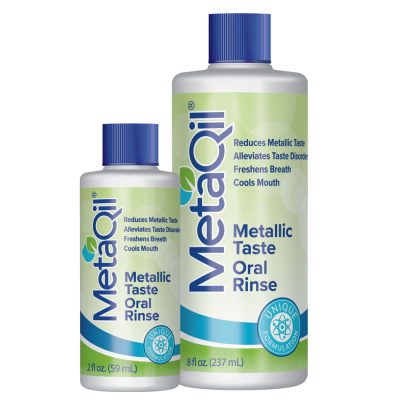 MetaQil®
Reduces Metallic Taste
Alleviates Taste Disorder
Freshens Breath
Cools Mouth
Metallic
Taste
Oral
Rinse
UNIQUE
FORMULATION
2 fl oz. (59 mL)
MetaQil®
Reduces Metallic Taste
Alleviates Taste Disorder
Freshens Breath
Cools Mouth
Metallic
Taste
Oral
Rinse
UNIQUE
FORMULATION
8 fl oz. (237 mL)